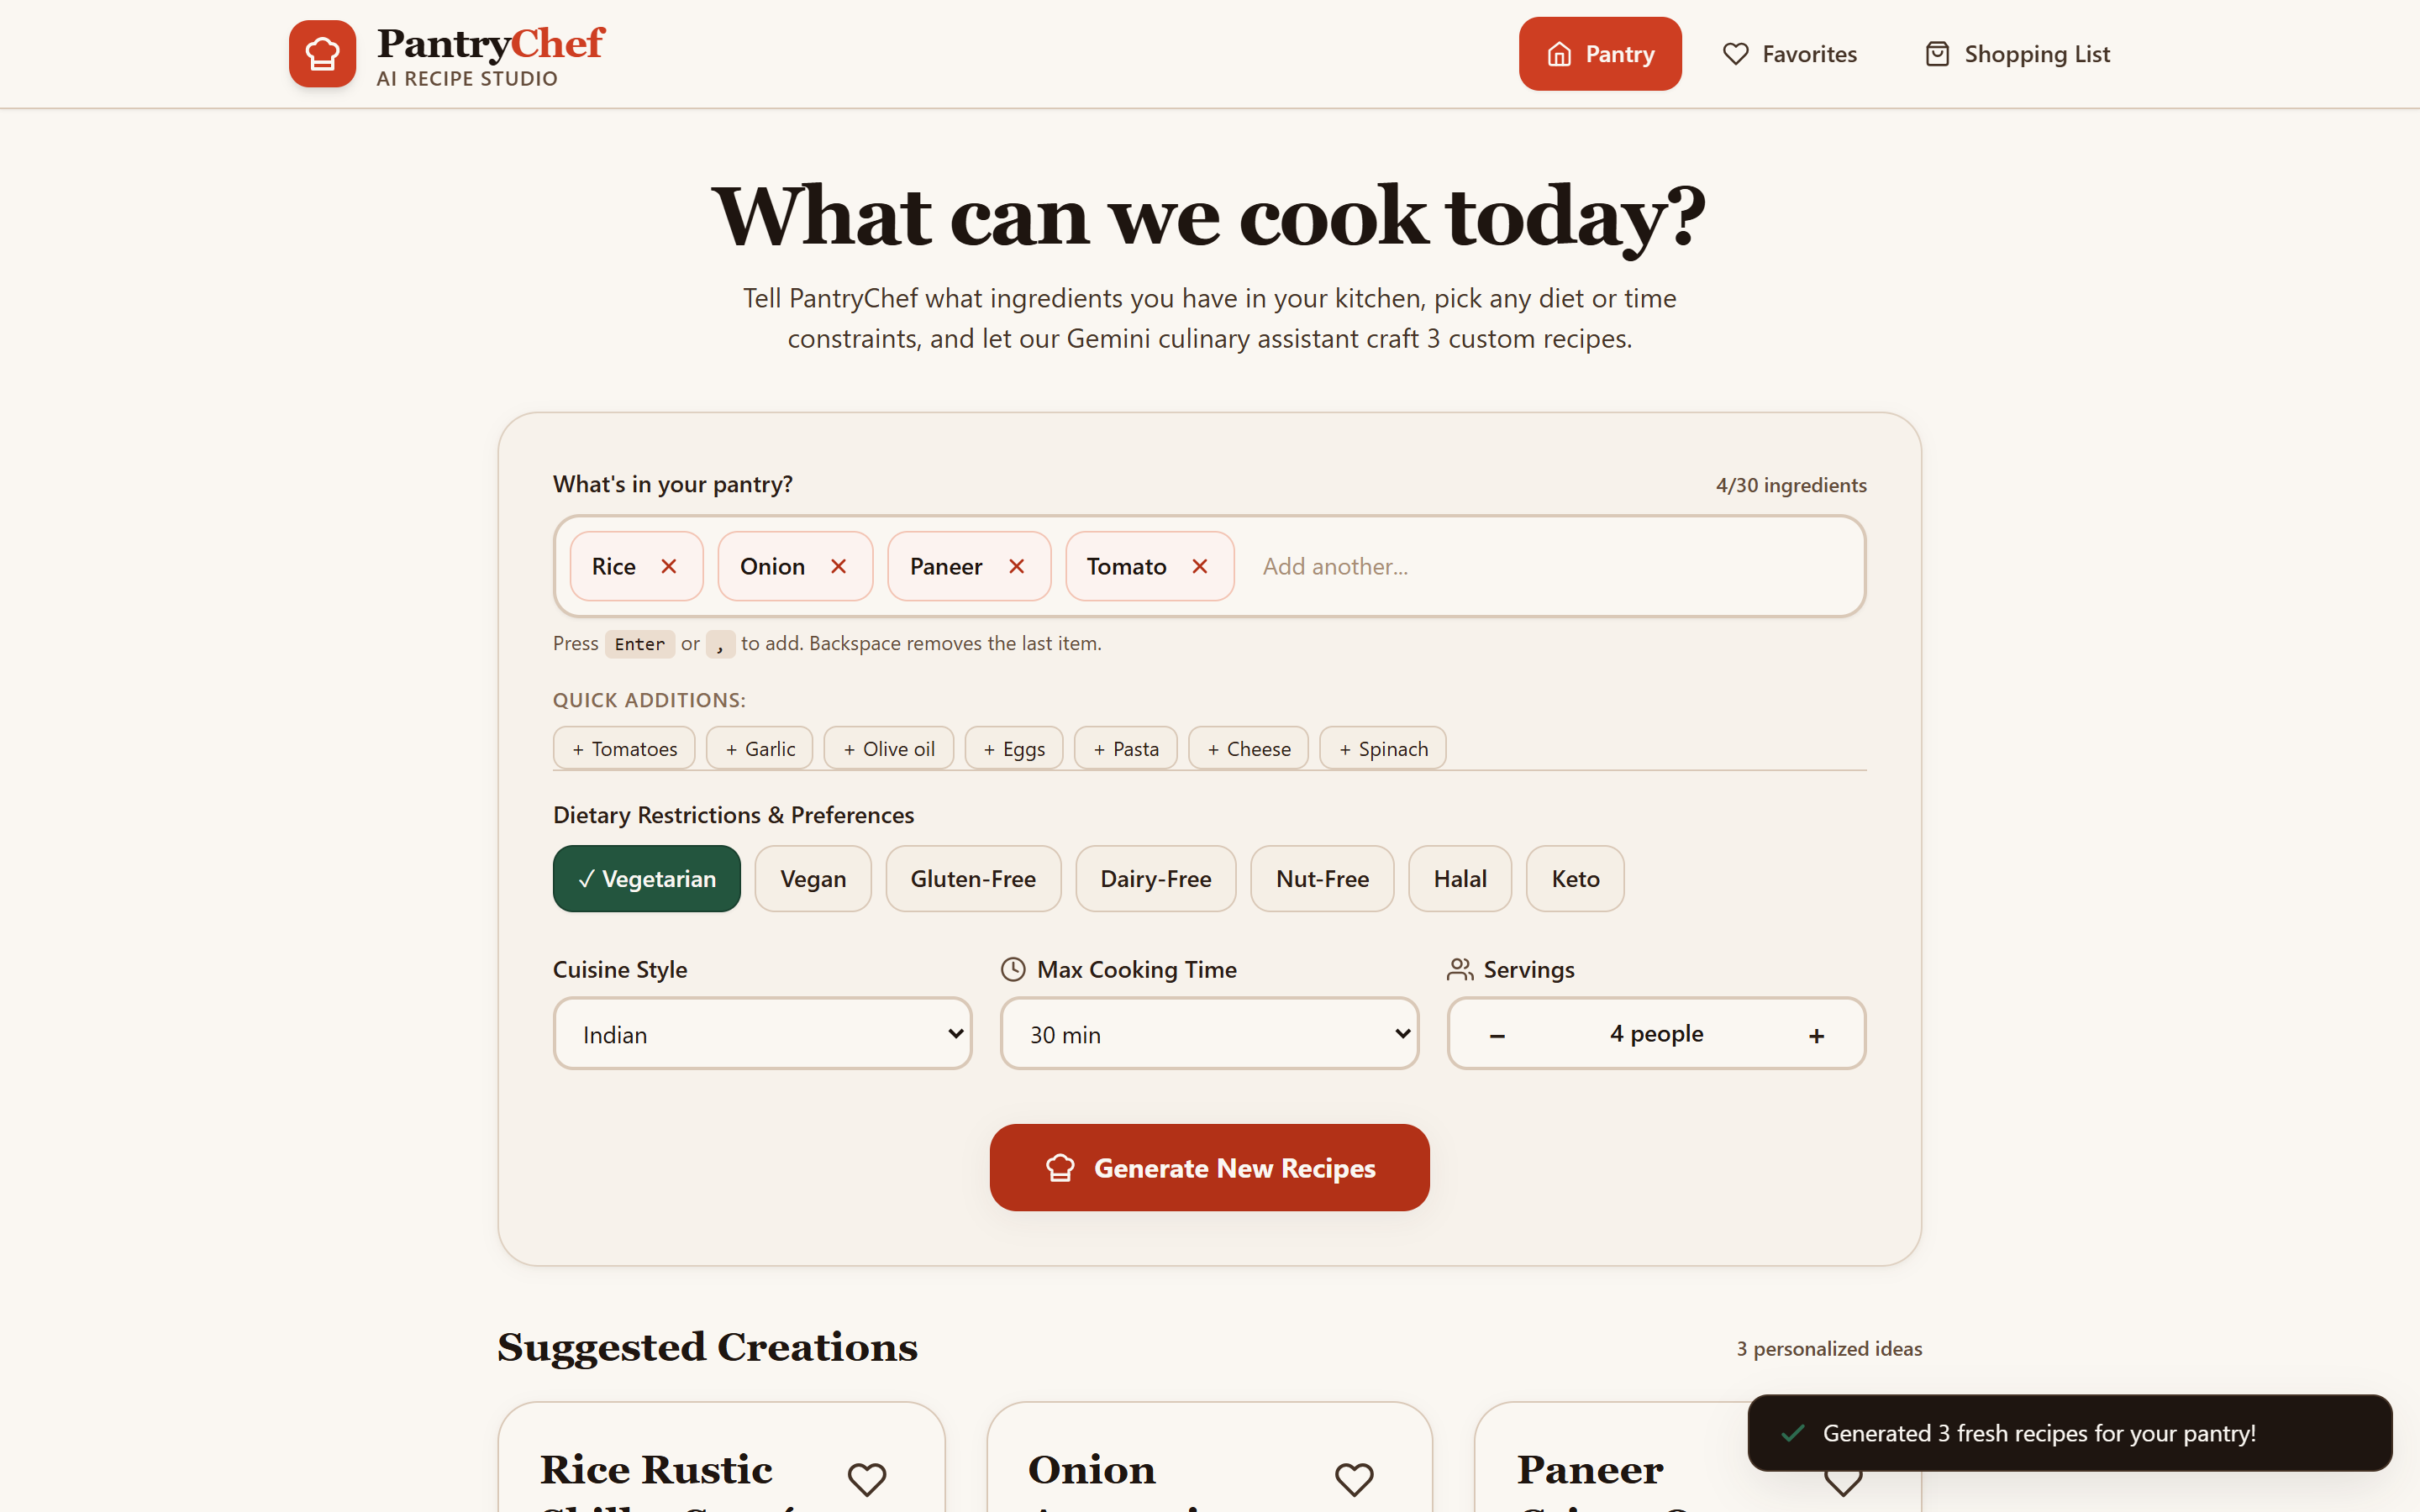 PantryChef
AI RECIPE STUDIO
Pantry
Favorites
Shopping List
What can we cook today?
Tell PantryChef what ingredients you have in your kitchen, pick any diet or time
constraints, and let our Gemini culinary assistant craft 3 custom recipes.
What's in your pantry?
4/30 ingredients
Rice
Onion
Paneer
Tomato
Add another...
Press Enter or , to add. Backspace removes the last item.
QUICK ADDITIONS:
+ Tomatoes
+ Garlic
+ Olive oil
+ Eggs
+ Pasta
+ Cheese
+ Spinach
Dietary Restrictions & Preferences
✓ Vegetarian
Vegan
Gluten-Free
Dairy-Free
Nut-Free
Halal
Keto
Cuisine Style
Max Cooking Time
Servings
Indian
30 min
− 4 people +
Generate New Recipes
Suggested Creations
3 personalized ideas
Rice Rustic
Onion
Paneer
Generated 3 fresh recipes for your pantry!